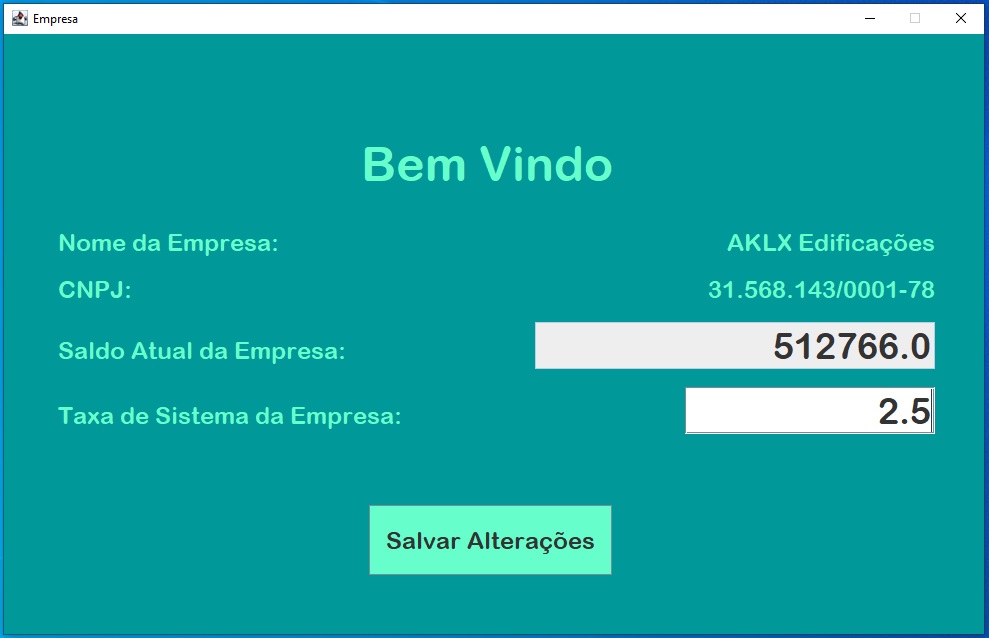 Empresa
Bem Vindo
Nome da Empresa: AKLX Edificações
CNPJ: 31.568.143/0001-78
Saldo Atual da Empresa: 512766.0
Taxa de Sistema da Empresa: 2.5
Salvar Alterações